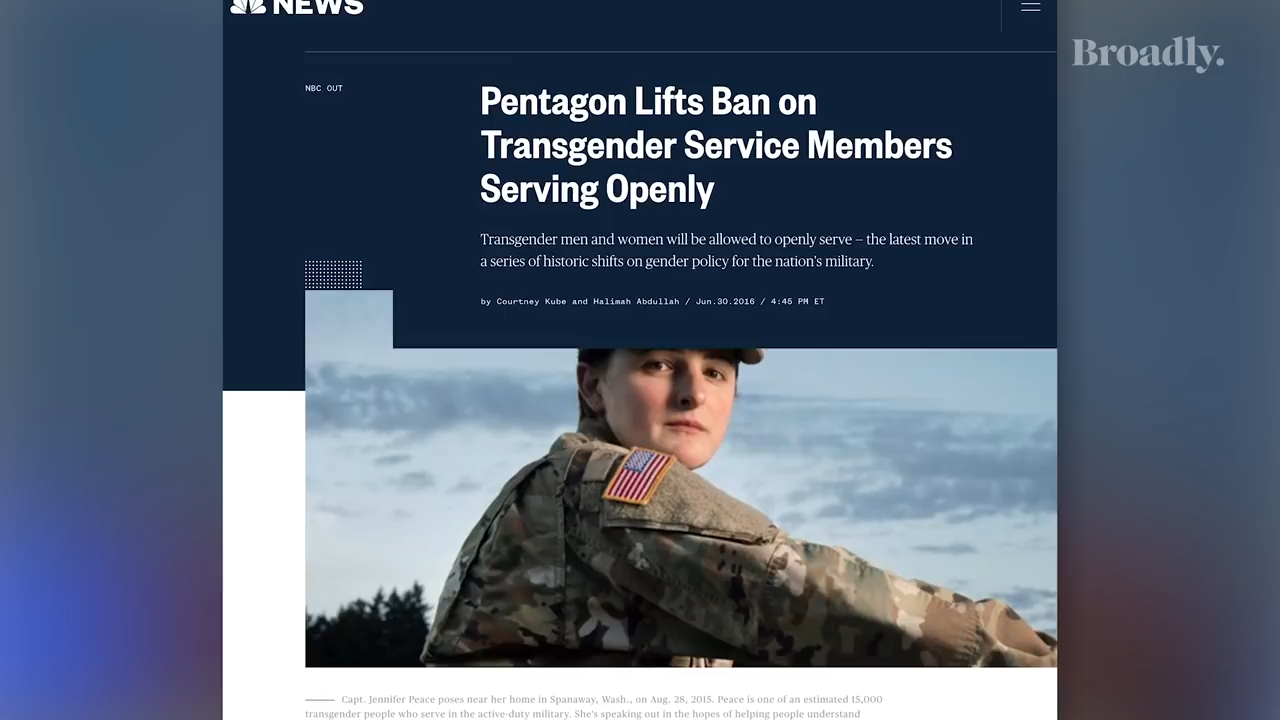 NEWS
Broadly.
NBC OUT
Pentagon Lifts Ban on
Transgender Service Members
Serving Openly
Transgender men and women will be allowed to openly serve — the latest move in
a series of historic shifts on gender policy for the nation's military.
by Courtney Kube and Halimah Abdullah / Jun.30.2016 / 4:45 PM ET
Capt. Jennifer Peace poses near her home in Spanaway, Wash., on Aug. 28, 2015. Peace is one of an estimated 15,000
transgender people who serve in the active-duty military. She's speaking out in the hopes of helping people understand